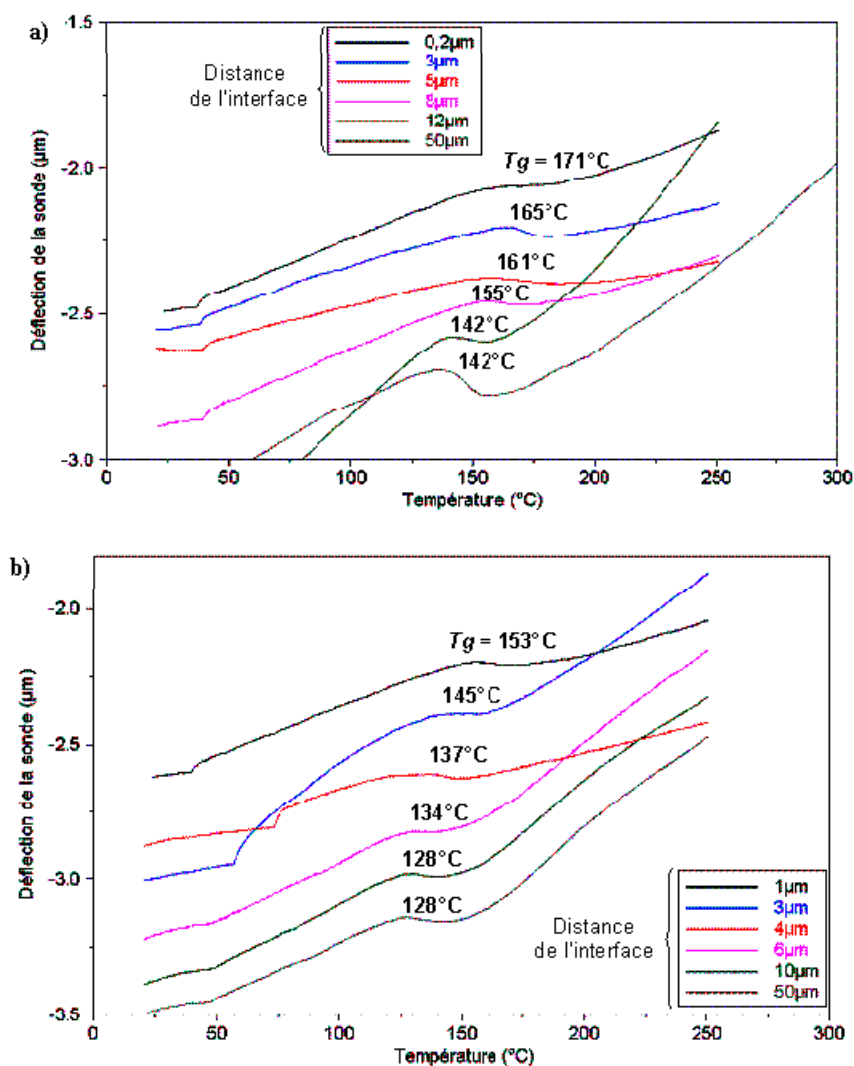 a)
-1.5
-2.0
-2.5
-3.0
Déflection de la sonde (µm)
Distance
de l'interface
0,2µm
3µm
5µm
8µm
12µm
50µm
Tg = 171°C
165°C
161°C
155°C
142°C
142°C
0
50
100
150
200
250
300
Température (°C)
b)
-2.0
-2.5
-3.0
-3.5
Déflection de la sonde (µm)
Tg = 153°C
145°C
137°C
134°C
128°C
128°C
Distance
de l'interface
1µm
3µm
4µm
6µm
10µm
50µm
0
50
100
150
200
250
300
Température (°C)